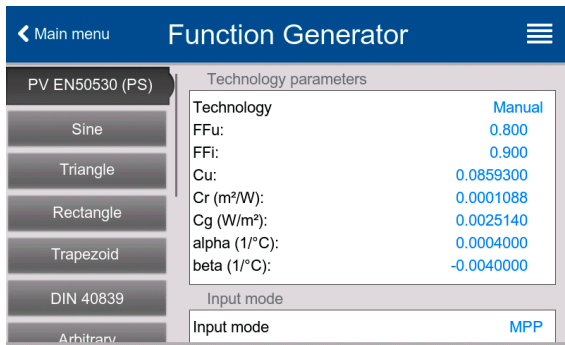 Main menu
Function Generator
PV EN50530 (PS)
Sine
Triangle
Rectangle
Trapezoid
DIN 40839
Arbitrary
Technology parameters
Technology Manual
FFu: 0.800
FFi: 0.900
Cu: 0.0859300
Cr (m²/W): 0.0001088
Cg (W/m²): 0.0025140
alpha (1/°C): 0.0004000
beta (1/°C): -0.0040000
Input mode
Input mode MPP